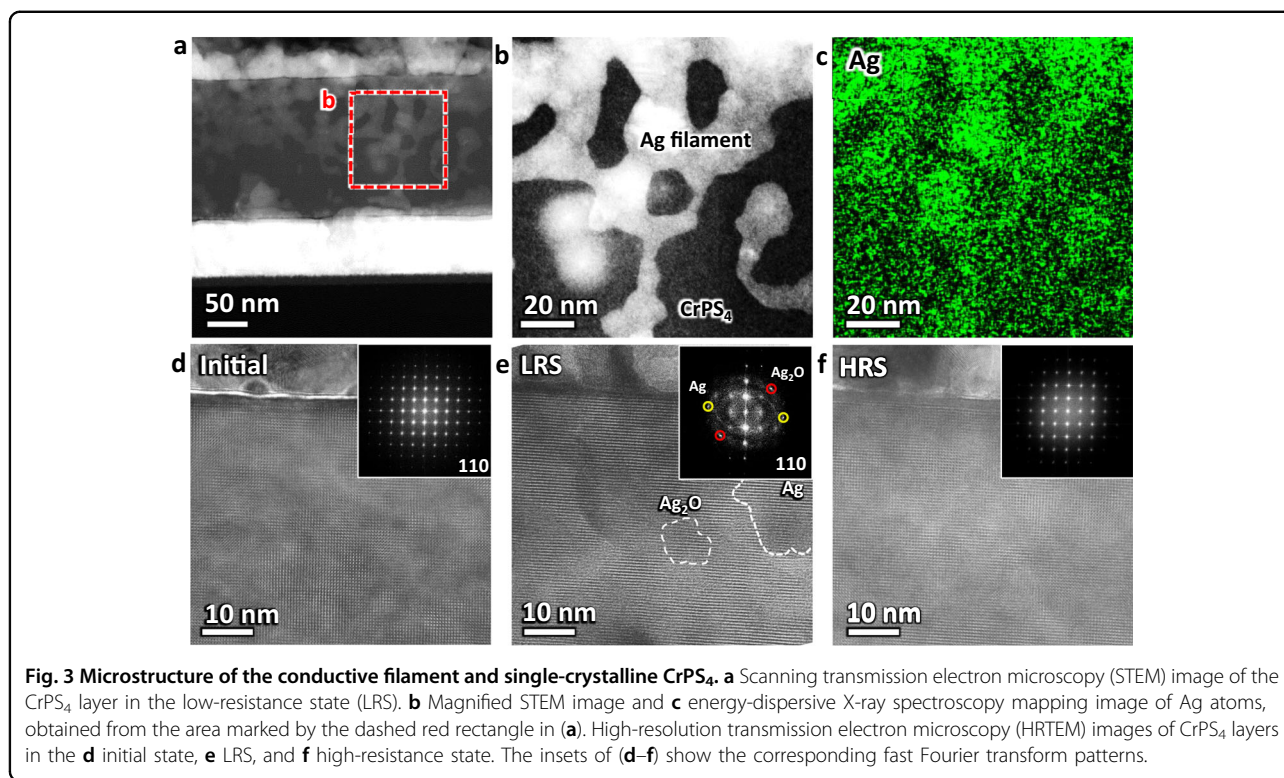 a
b
50 nm
b
Ag filament
CrPS₄
20 nm
c
Ag
20 nm
d
Initial
110
10 nm
e
LRS
Ag
Ag₂O
110
Ag₂O
Ag
10 nm
f
HRS
10 nm
Fig. 3 Microstructure of the conductive filament and single-crystalline CrPS₄. a Scanning transmission electron microscopy (STEM) image of the
CrPS₄ layer in the low-resistance state (LRS). b Magnified STEM image and c energy-dispersive X-ray spectroscopy mapping image of Ag atoms,
obtained from the area marked by the dashed red rectangle in (a). High-resolution transmission electron microscopy (HRTEM) images of CrPS₄ layers
in the d initial state, e LRS, and f high-resistance state. The insets of (d–f) show the corresponding fast Fourier transform patterns.